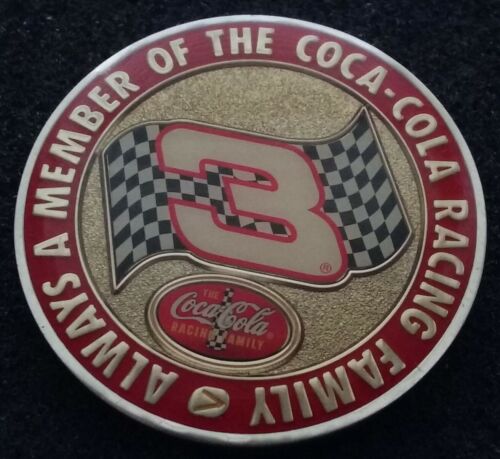 ALWAYS A MEMBER OF THE COCA-COLA RACING FAMILY
3
®
THE
Coca-Cola®
RACING FAMILY